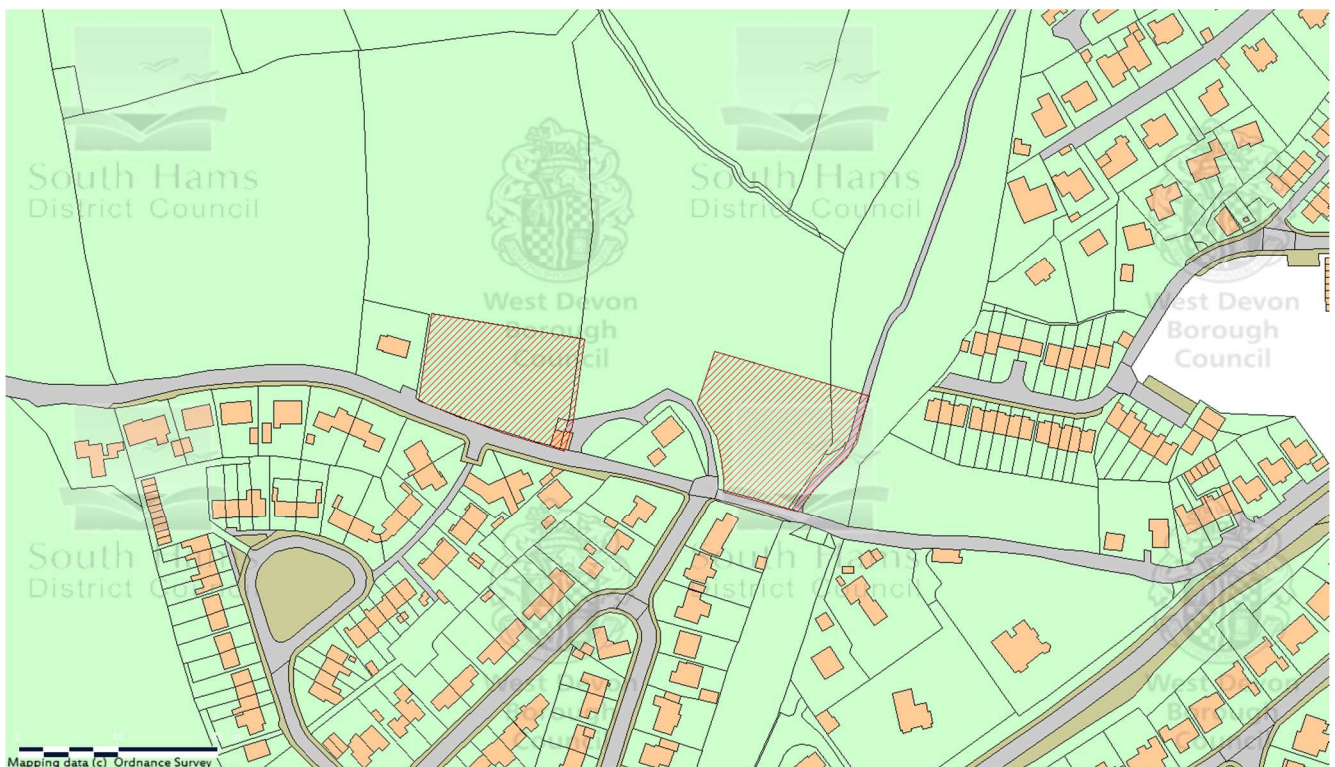 South Hams
District Council
South Hams
District Council
West Devon
Borough
Council
West Devon
Borough
Council
South Hams
District Council
South Hams
District Council
West Devon
Borough
Council
West Devon
Borough
Council
Mapping data (c) Ordnance Survey